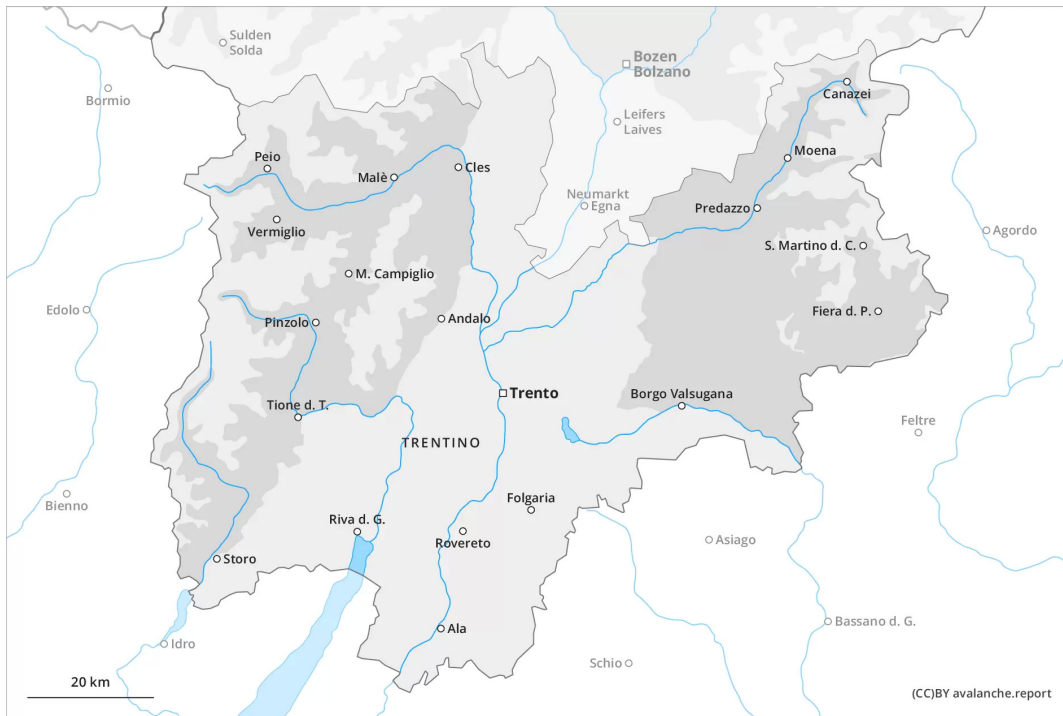 Sulden
Solda
Bozen
Bolzano
Bormio
Canazei
Leifers
Laives
Moena
Peio
Malè
Cles
Neumarkt
Egna
Predazzo
Vermiglio
Agordo
S. Martino d. C.
M. Campiglio
Edolo
Pinzolo
Andalo
Fiera d. P.
Trento
Borgo Valsugana
Tione d. T.
Feltre
TRENTINO
Bienno
Folgaria
Riva d. G.
Rovereto
Asiago
Storo
Bassano d. G.
Ala
Idro
Schio
20 km
(CC)BY avalanche.report